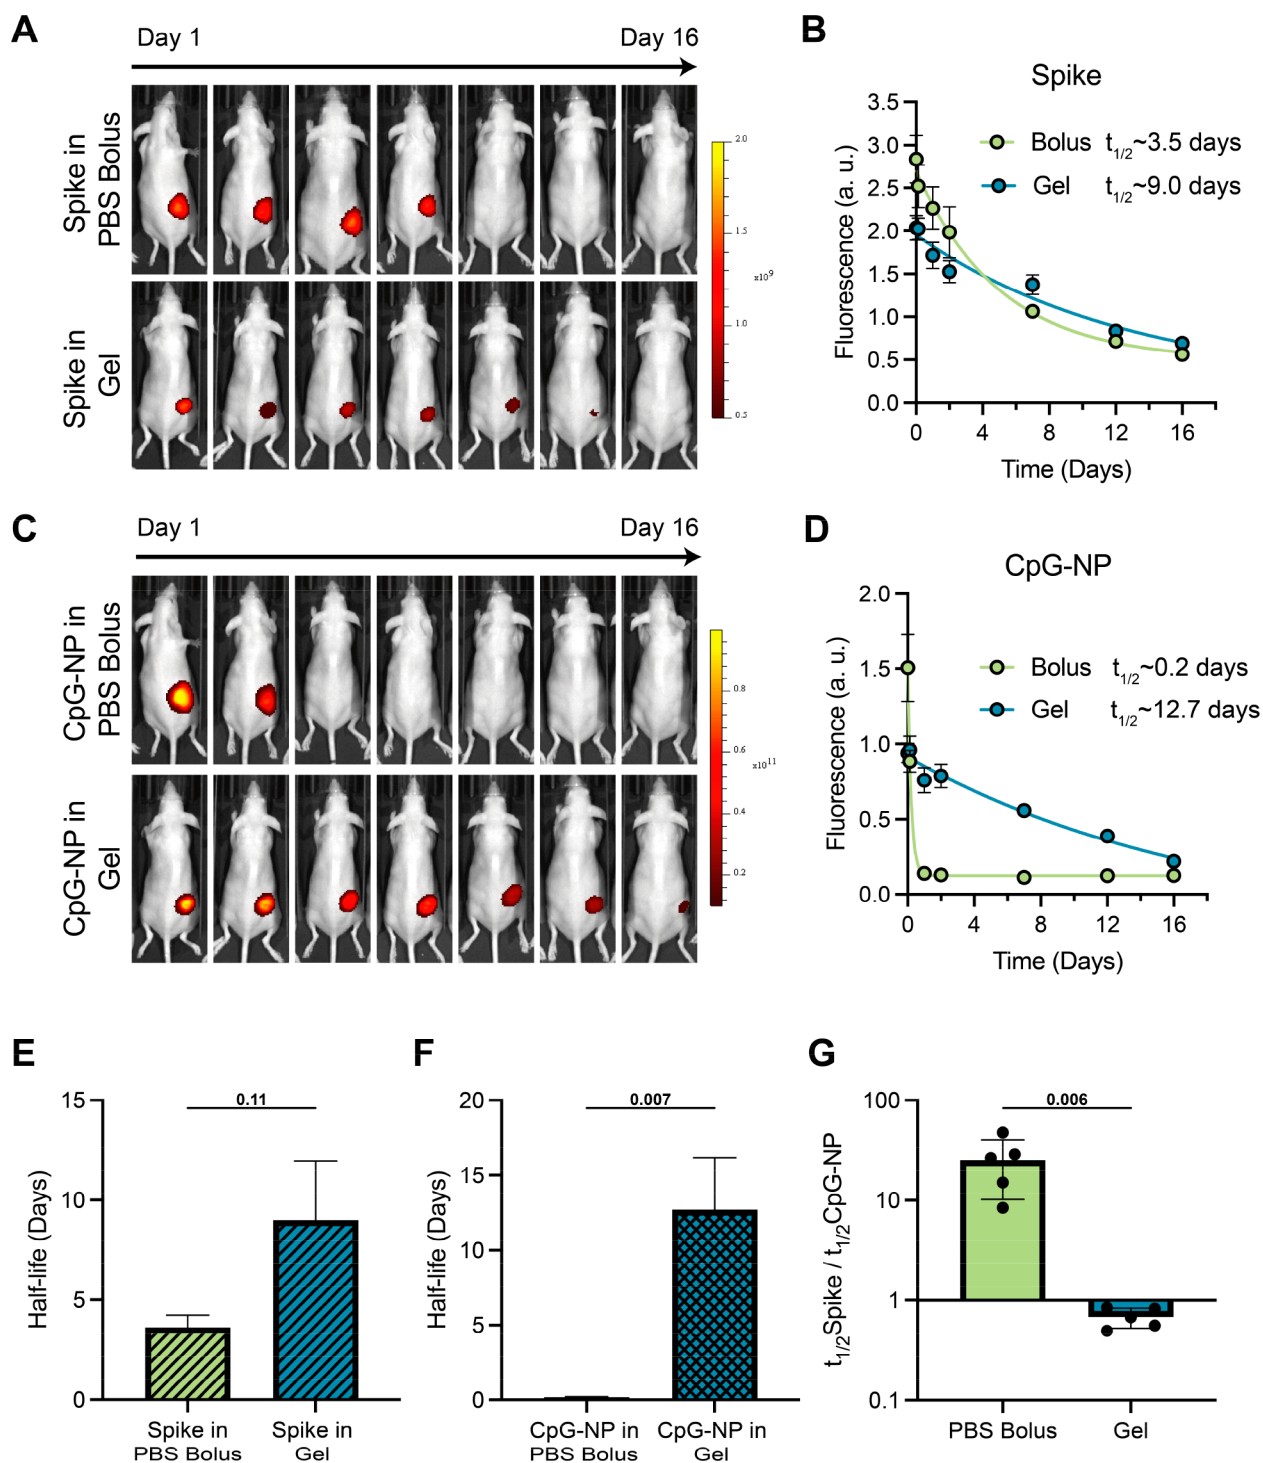 A
Day 1
Day 16
Spike in
PBS Bolus
Spike in
Gel
2.0
x10⁹
1.5
1.0
0.5
B
Spike
Fluorescence (a. u.)
3.5
3.0
2.5
2.0
1.5
1.0
0.5
0.0
Bolus t1/2~3.5 days
Gel t1/2~9.0 days
0 4 8 12 16
Time (Days)
C
Day 1
Day 16
CpG-NP in
PBS Bolus
CpG-NP in
Gel
0.8
0.6
x10¹¹
0.4
0.2
D
CpG-NP
Fluorescence (a. u.)
2.0
1.5
1.0
0.5
0.0
Bolus t1/2~0.2 days
Gel t1/2~12.7 days
0 4 8 12 16
Time (Days)
E
Half-life (Days)
15
10
5
0
0.11
Spike in
PBS Bolus
Spike in
Gel
F
Half-life (Days)
20
15
10
5
0
0.007
CpG-NP in
PBS Bolus
CpG-NP in
Gel
G
t1/2Spike / t1/2CpG-NP
100
10
1
0.1
0.006
PBS Bolus
Gel